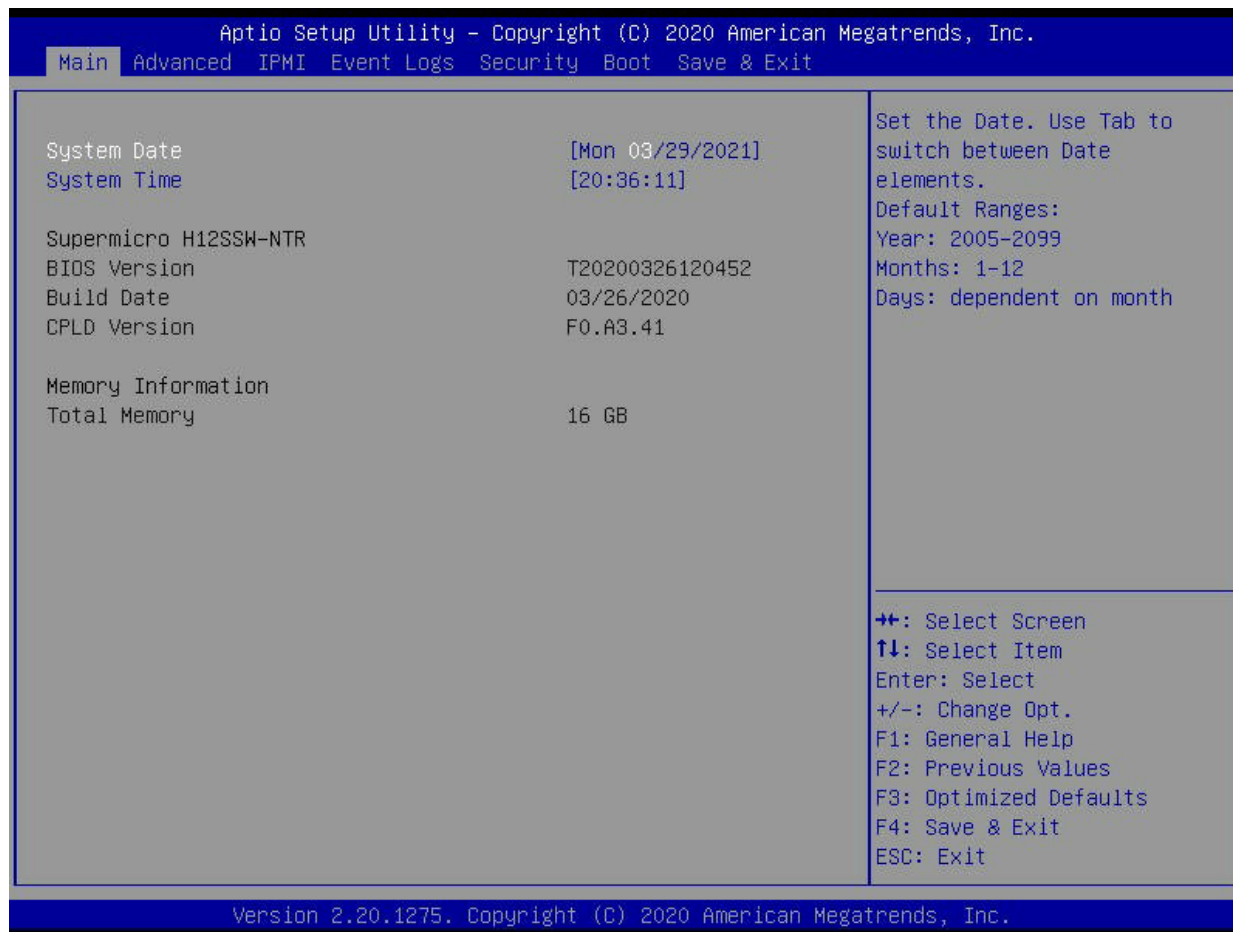 Aptio Setup Utility – Copyright (C) 2020 American Megatrends, Inc.
Main Advanced IPMI Event Logs Security Boot Save & Exit
System Date [Mon 03/29/2021]
System Time [20:36:11]
Supermicro H12SSW-NTR
BIOS Version T20200326120452
Build Date 03/26/2020
CPLD Version F0.A3.41
Memory Information
Total Memory 16 GB
Set the Date. Use Tab to
switch between Date
elements.
Default Ranges:
Year: 2005-2099
Months: 1-12
Days: dependent on month
→←: Select Screen
↑↓: Select Item
Enter: Select
+/-: Change Opt.
F1: General Help
F2: Previous Values
F3: Optimized Defaults
F4: Save & Exit
ESC: Exit
Version 2.20.1275. Copyright (C) 2020 American Megatrends, Inc.